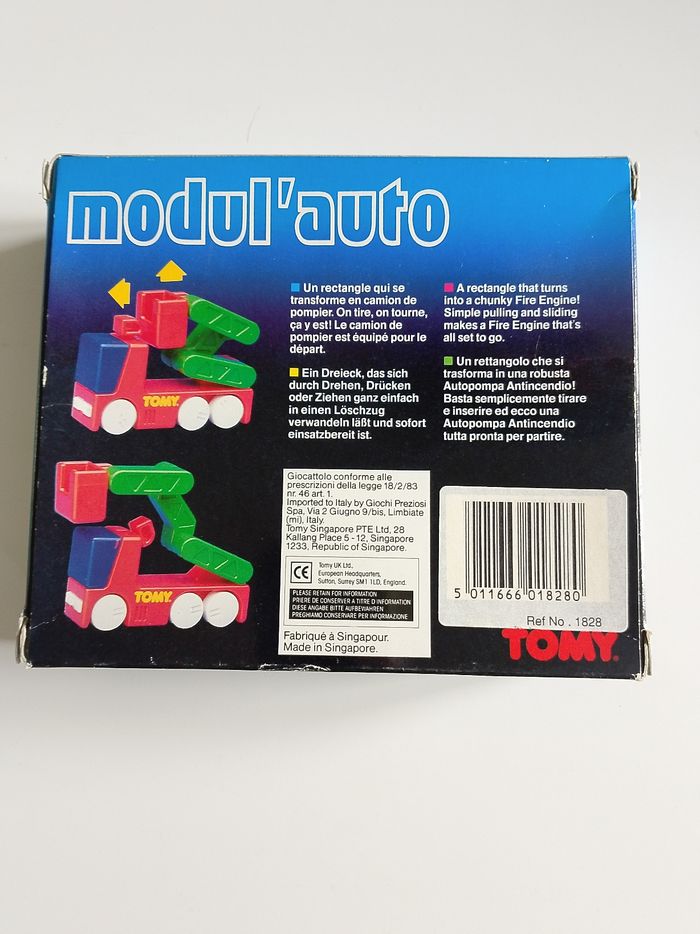 modul'auto
Un rectangle qui se
transforme en camion de
pompier. On tire, on tourne,
ça y est! Le camion de
pompier est équipé pour le
départ.
Ein Dreieck, das sich
durch Drehen, Drücken
oder Ziehen ganz einfach
in einen Löschzug
verwandeln läßt und sofort
einsatzbereit ist.
A rectangle that turns
into a chunky Fire Engine!
Simple pulling and sliding
makes a Fire Engine that's
all set to go.
Un rettangolo che si
trasforma in una robusta
Autopompa Antincendio!
Basta semplicemente tirare
e inserire ed ecco una
Autopompa Antincendio
tutta pronta per partire.
TOMY
TOMY
Giocattolo conforme alle
prescrizioni della legge 18/2/83
nr. 46 art. 1.
Imported to Italy by Giochi Preziosi
Spa, Via 2 Giugno 9/bis, Limbiate
(mi), Italy.
Tomy Singapore PTE Ltd, 28
Kallang Place 5 - 12, Singapore
1233, Republic of Singapore.
CE
Tomy UK Ltd.,
European Headquarters,
Sutton, Surrey SM1 1LD, England.
PLEASE RETAIN FOR INFORMATION
PRIERE DE CONSERVER A TITRE D INFORMATION
DIESE ANGABE BITTE AUFBEWAHREN
PREGHIAMO CONSERVARE PER INFORMAZIONE
Fabriqué à Singapour.
Made in Singapore.
5 011666 018280
Ref No . 1828
TOMY®